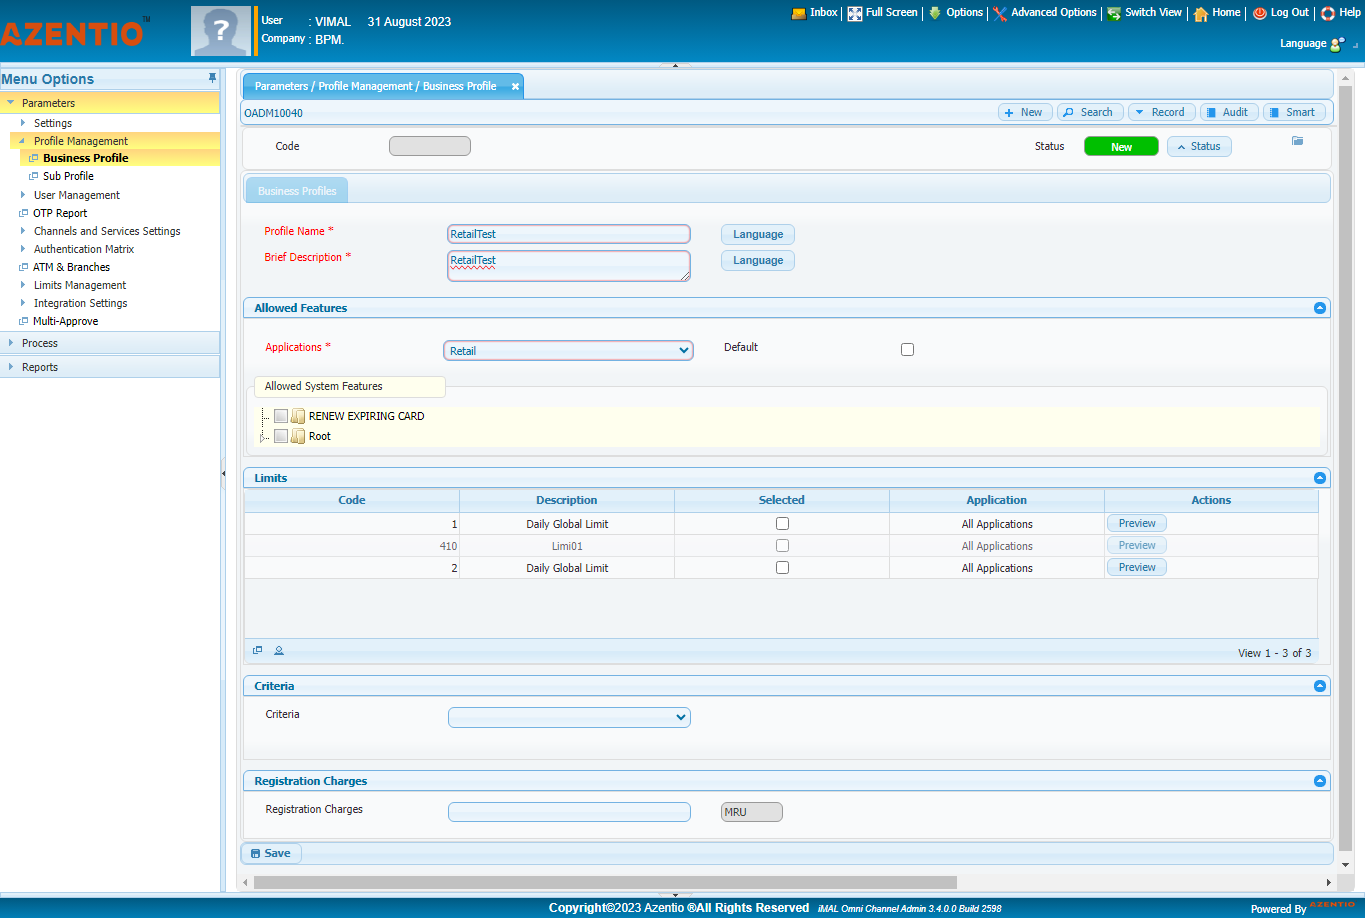 AZENTIO™
User : VIMAL 31 August 2023
Company : BPM.
Inbox Full Screen Options Advanced Options Switch View Home Log Out Help
Language
Menu Options
Parameters
Settings
Profile Management
Business Profile
Sub Profile
User Management
OTP Report
Channels and Services Settings
Authentication Matrix
ATM & Branches
Limits Management
Integration Settings
Multi-Approve
Process
Reports
Parameters / Profile Management / Business Profile
OADM10040
New Search Record Audit Smart
Code Status New Status
Business Profiles
Profile Name * RetailTest Language
Brief Description * RetailTest Language
Allowed Features
Applications * Retail Default
Allowed System Features
RENEW EXPIRING CARD
Root
Limits
Code Description Selected Application Actions
1 Daily Global Limit All Applications Preview
410 Limi01 All Applications Preview
2 Daily Global Limit All Applications Preview
View 1 - 3 of 3
Criteria
Criteria
Registration Charges
Registration Charges MRU
Save
Copyright©2023 Azentio ®All Rights Reserved iMAL Omni Channel Admin 3.4.0.0 Build 2598
Powered By AZENTIO